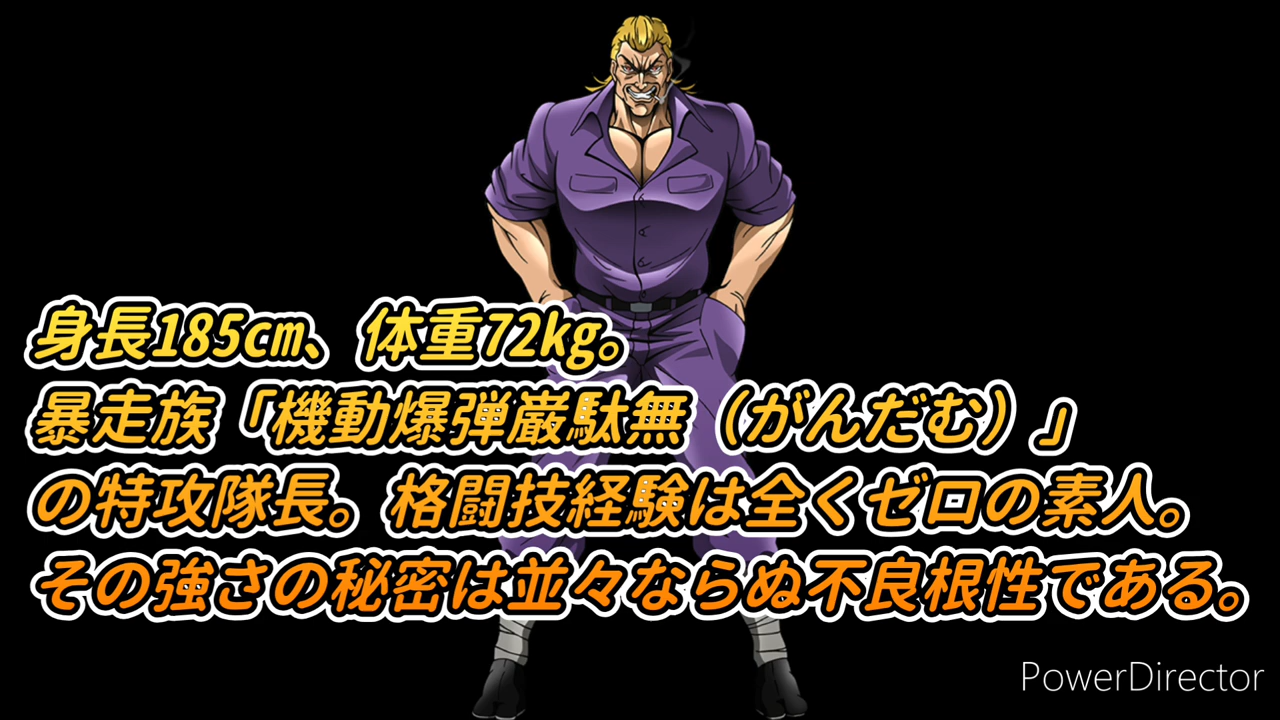 身長185cm、体重72kg。
暴走族「機動爆弾巌駄無（がんだむ）」
の特攻隊長。格闘技経験は全くゼロの素人。
その強さの秘密は並々ならぬ不良根性である。
PowerDirector